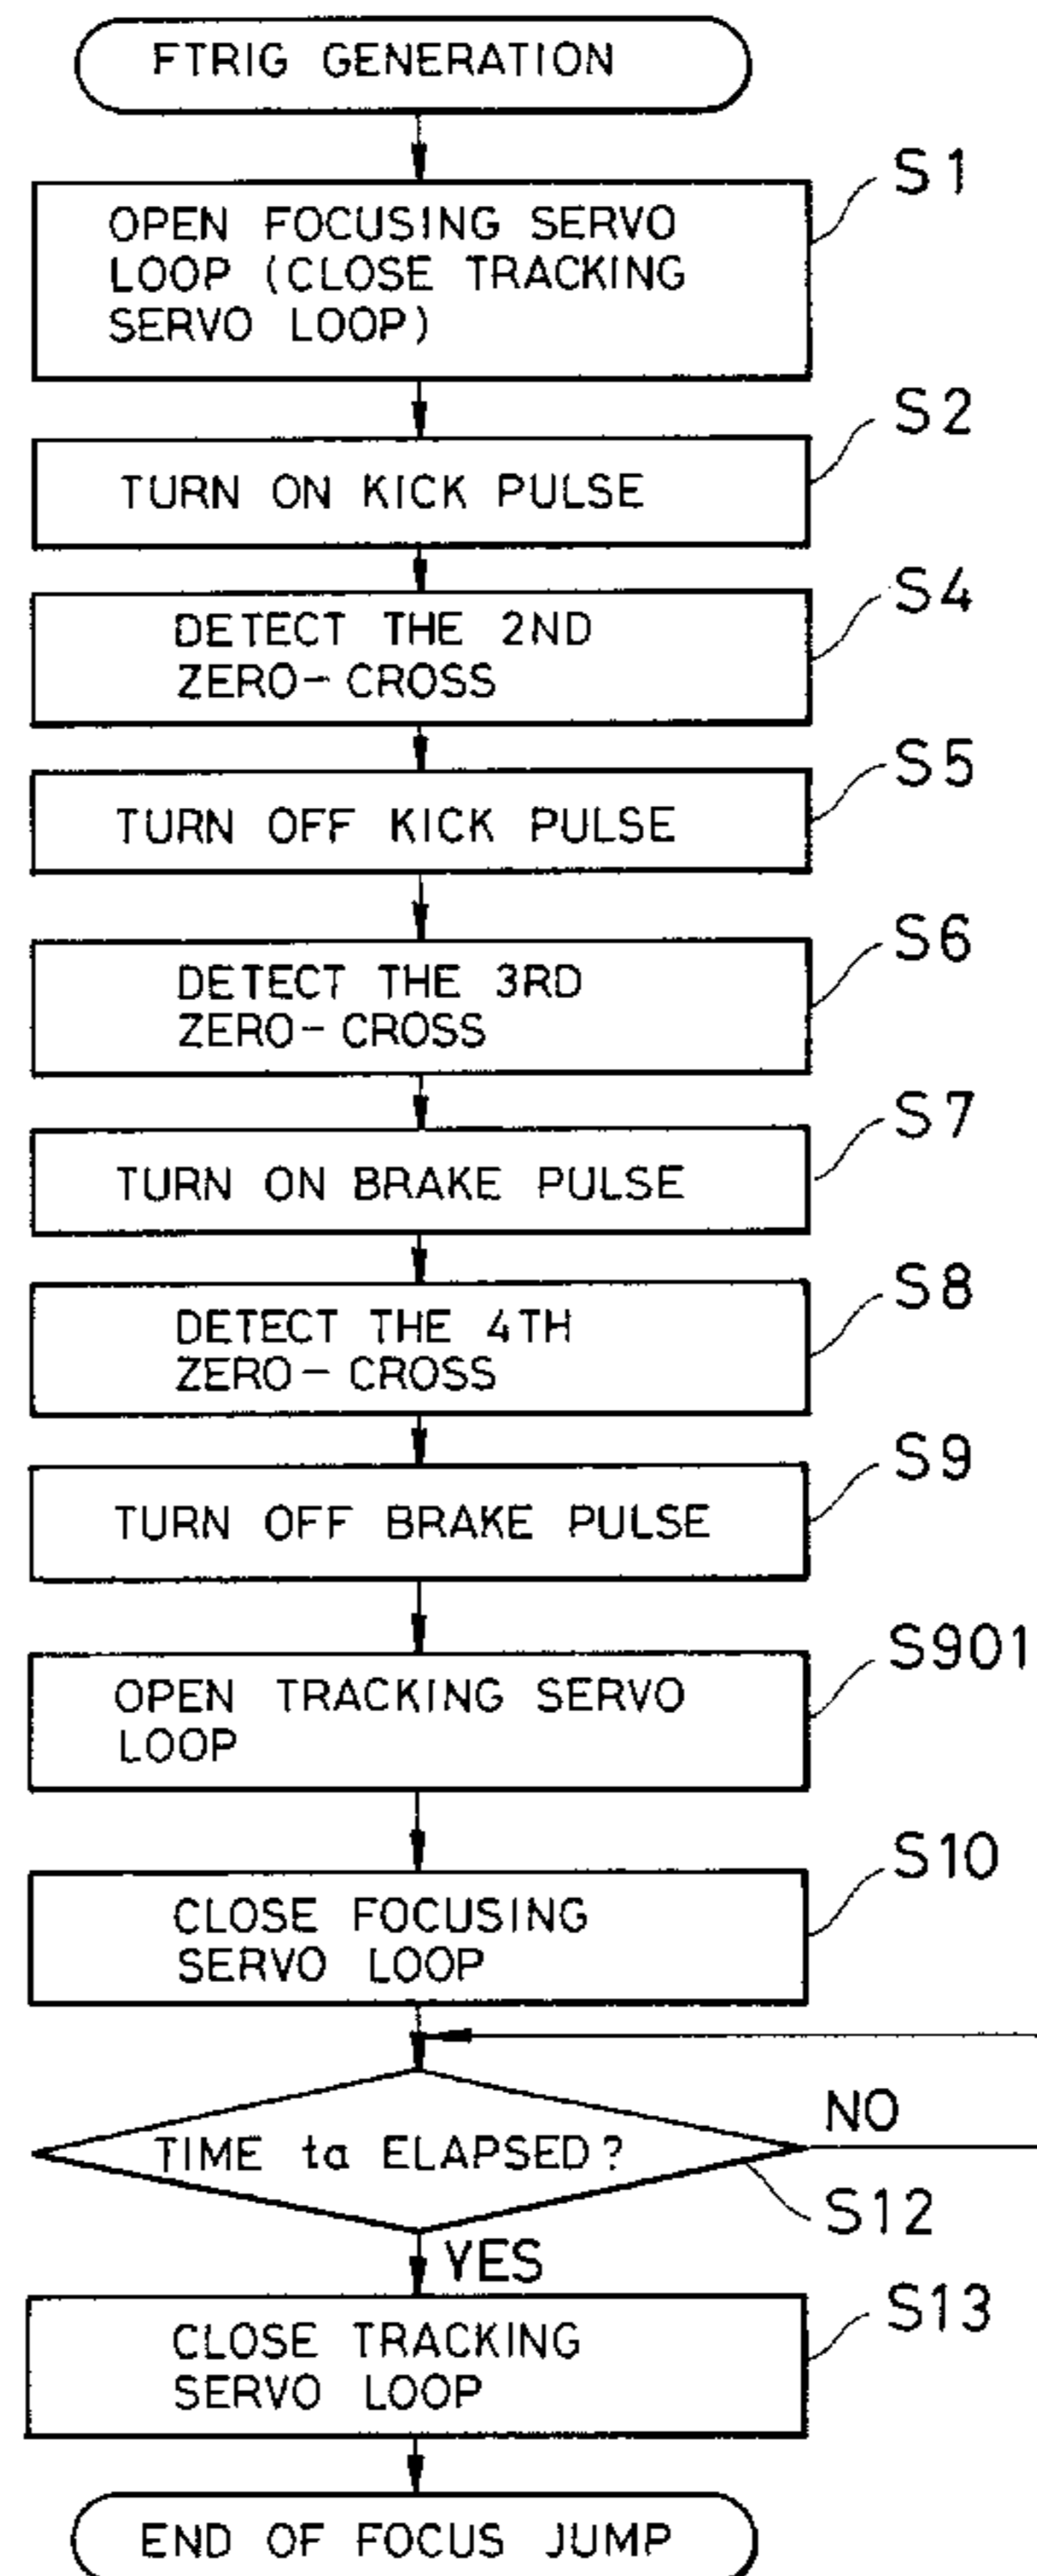 FTRIG GENERATION
S1
OPEN FOCUSING SERVO
LOOP (CLOSE TRACKING
SERVO LOOP)
S2
TURN ON KICK PULSE
S4
DETECT THE 2ND
ZERO-CROSS
S5
TURN OFF KICK PULSE
S6
DETECT THE 3RD
ZERO-CROSS
S7
TURN ON BRAKE PULSE
S8
DETECT THE 4TH
ZERO-CROSS
S9
TURN OFF BRAKE PULSE
S901
OPEN TRACKING SERVO
LOOP
S10
CLOSE FOCUSING
SERVO LOOP
NO
TIME ta ELAPSED?
S12
YES
S13
CLOSE TRACKING
SERVO LOOP
END OF FOCUS JUMP